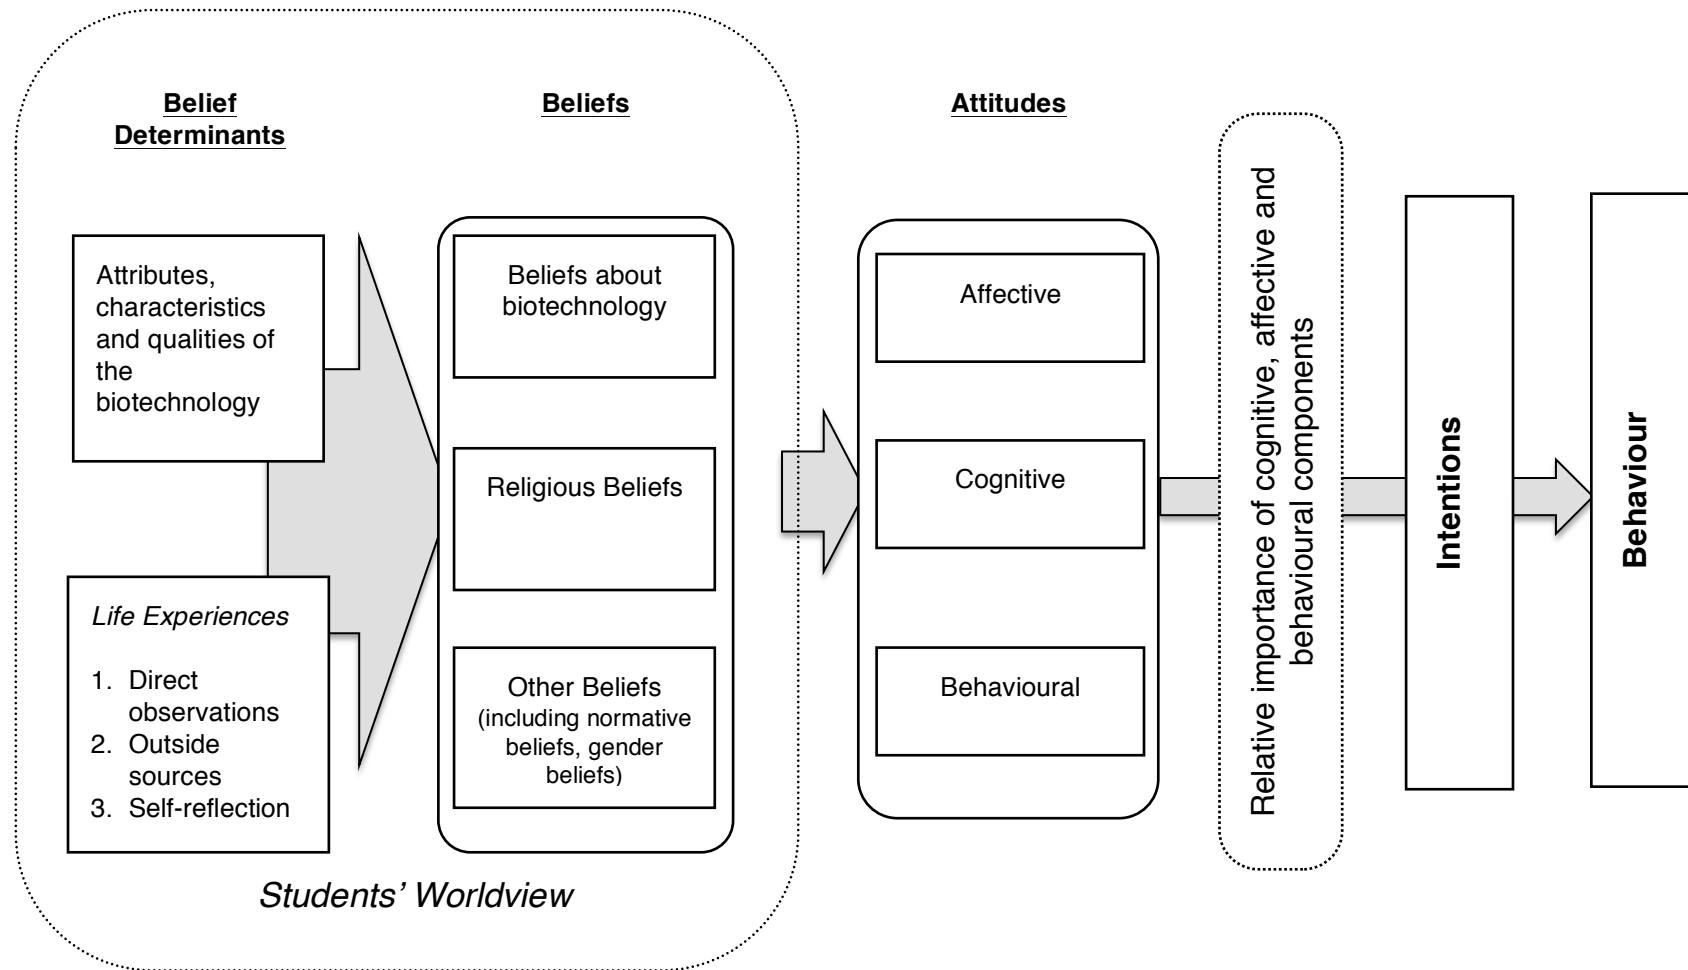 Belief
Determinants
Beliefs
Attitudes
Attributes,
characteristics
and qualities of
the
biotechnology
Life Experiences
1. Direct
observations
2. Outside
sources
3. Self-reflection
Beliefs about
biotechnology
Religious Beliefs
Other Beliefs
(including normative
beliefs, gender
beliefs)
Students’ Worldview
Affective
Cognitive
Behavioural
Relative importance of cognitive, affective and
behavioural components
Intentions
Behaviour